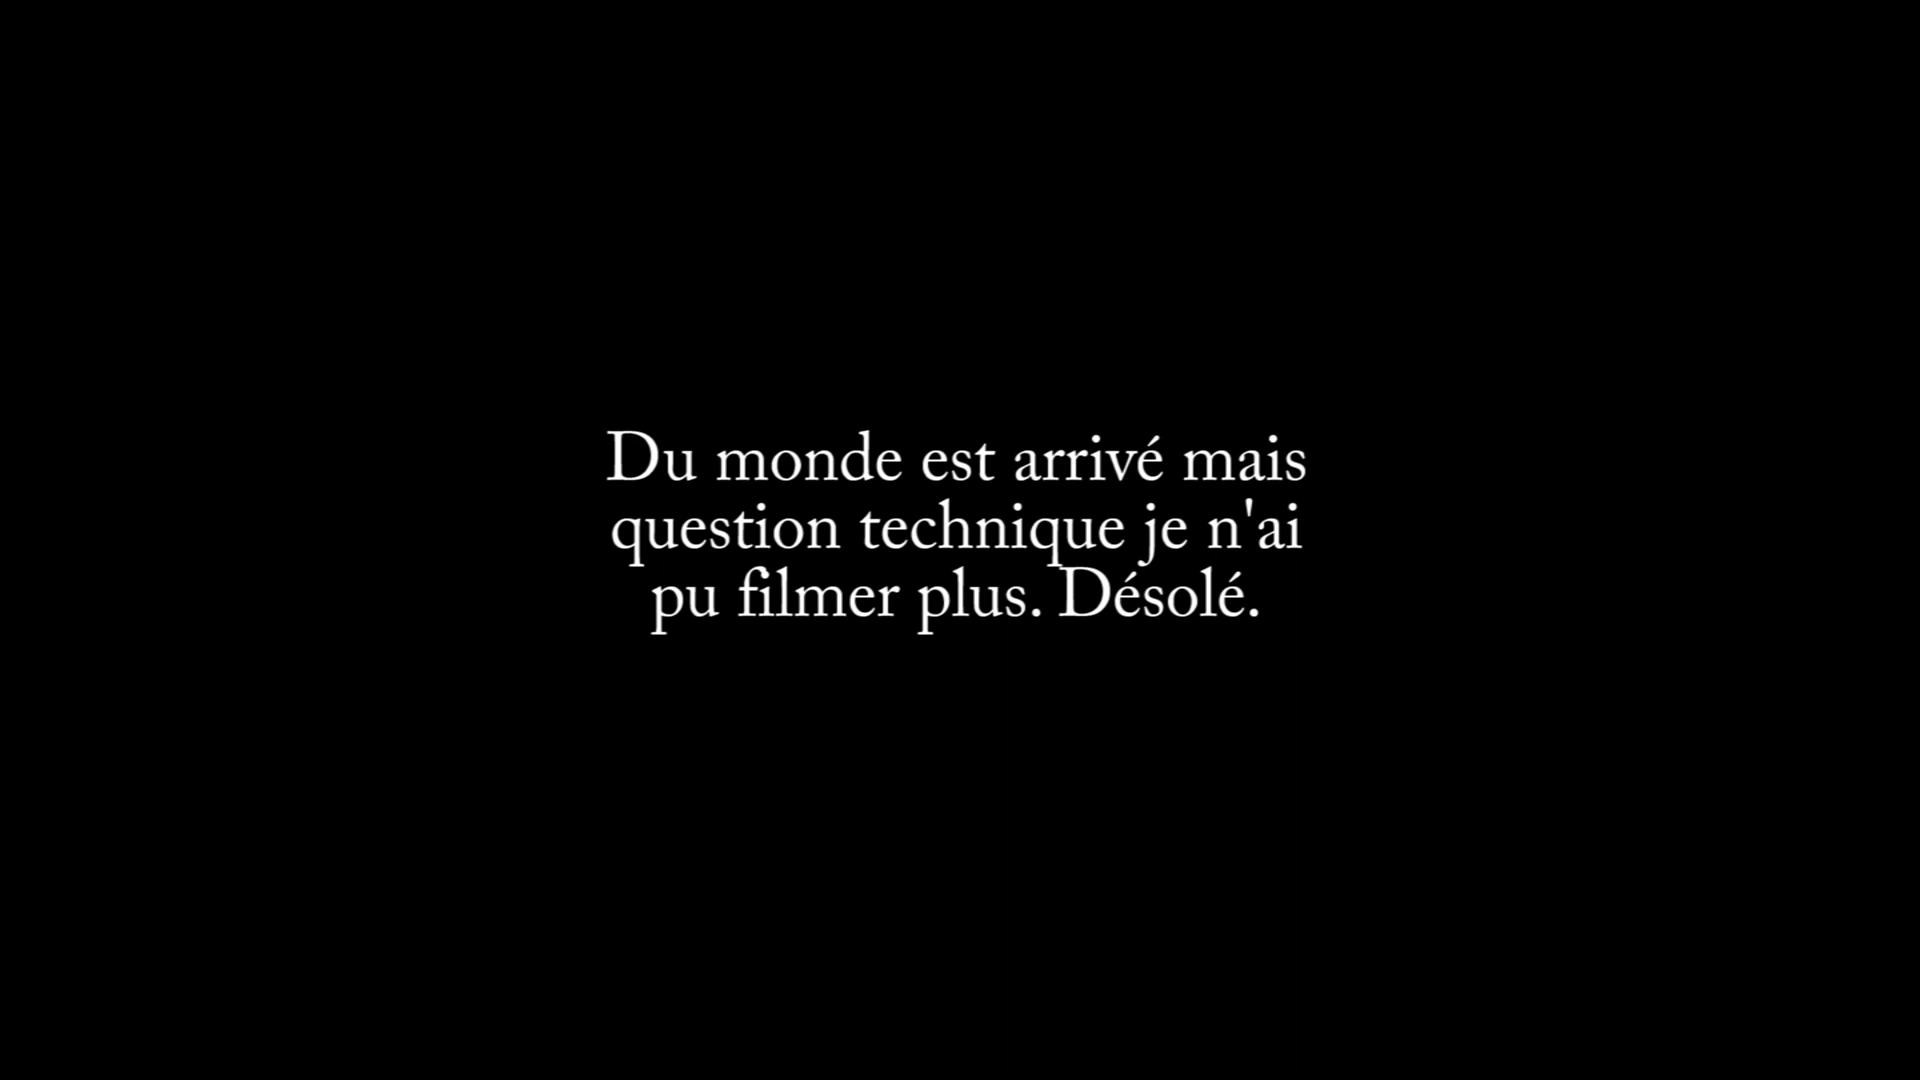 Du monde est arrivé mais
question technique je n'ai
pu filmer plus. Désolé.